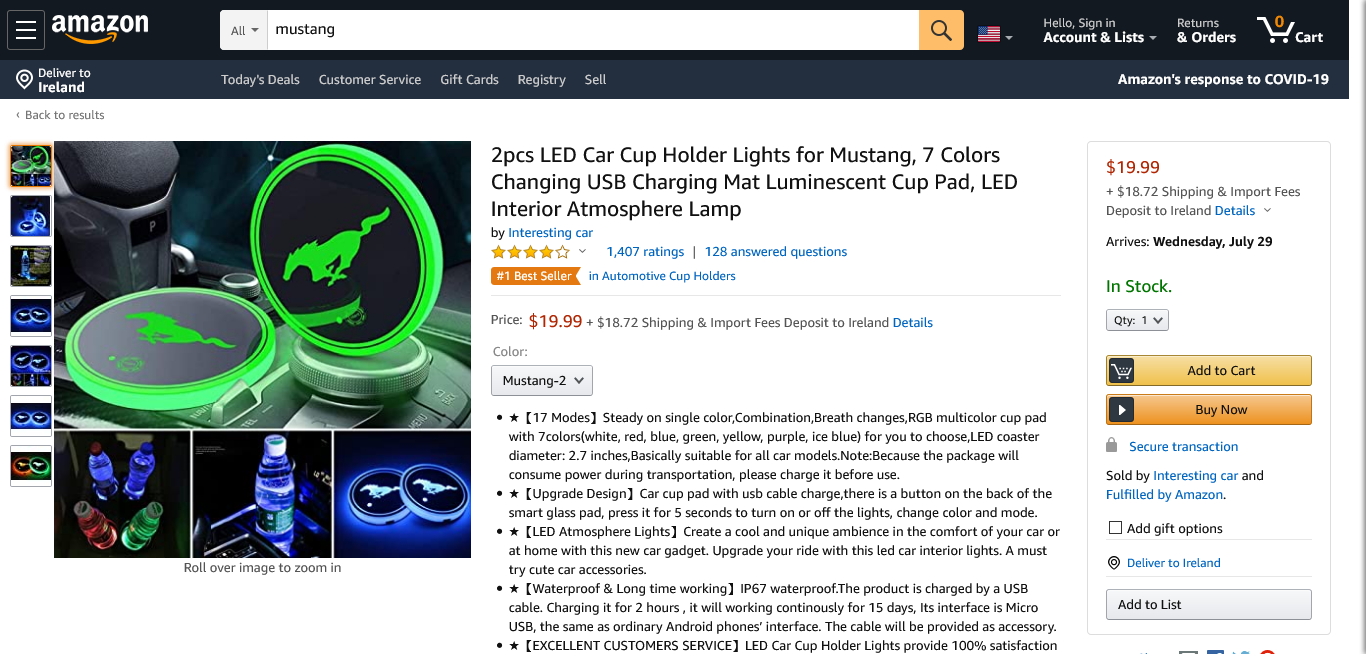 amazon
All
mustang
Hello, Sign in
Account & Lists
Returns
& Orders
0
Cart
Deliver to
Ireland
Today's Deals
Customer Service
Gift Cards
Registry
Sell
Amazon's response to COVID-19
‹ Back to results
P
NAVI
MENU
2pcs LED Car Cup Holder Lights for Mustang, 7 Colors
Changing USB Charging Mat Luminescent Cup Pad, LED
Interior Atmosphere Lamp
by Interesting car
1,407 ratings | 128 answered questions
#1 Best Seller in Automotive Cup Holders
Price: $19.99 + $18.72 Shipping & Import Fees Deposit to Ireland Details
Color:
Mustang-2
• ★【17 Modes】Steady on single color,Combination,Breath changes,RGB multicolor cup pad
with 7colors(white, red, blue, green, yellow, purple, ice blue) for you to choose,LED coaster
diameter: 2.7 inches,Basically suitable for all car models.Note:Because the package will
consume power during transportation, please charge it before use.
• ★【Upgrade Design】Car cup pad with usb cable charge,there is a button on the back of the
smart glass pad, press it for 5 seconds to turn on or off the lights, change color and mode.
• ★【LED Atmosphere Lights】Create a cool and unique ambience in the comfort of your car or
at home with this new car gadget. Upgrade your ride with this led car interior lights. A must
try cute car accessories.
• ★【Waterproof & Long time working】IP67 waterproof.The product is charged by a USB
cable. Charging it for 2 hours , it will working continously for 15 days, Its interface is Micro
USB, the same as ordinary Android phones' interface. The cable will be provided as accessory.
• ★【EXCELLENT CUSTOMERS SERVICE】LED Car Cup Holder Lights provide 100% satisfaction
Roll over image to zoom in
$19.99
+ $18.72 Shipping & Import Fees
Deposit to Ireland Details
Arrives: Wednesday, July 29
In Stock.
Qty: 1
Add to Cart
Buy Now
Secure transaction
Sold by Interesting car and
Fulfilled by Amazon.
Add gift options
Deliver to Ireland
Add to List